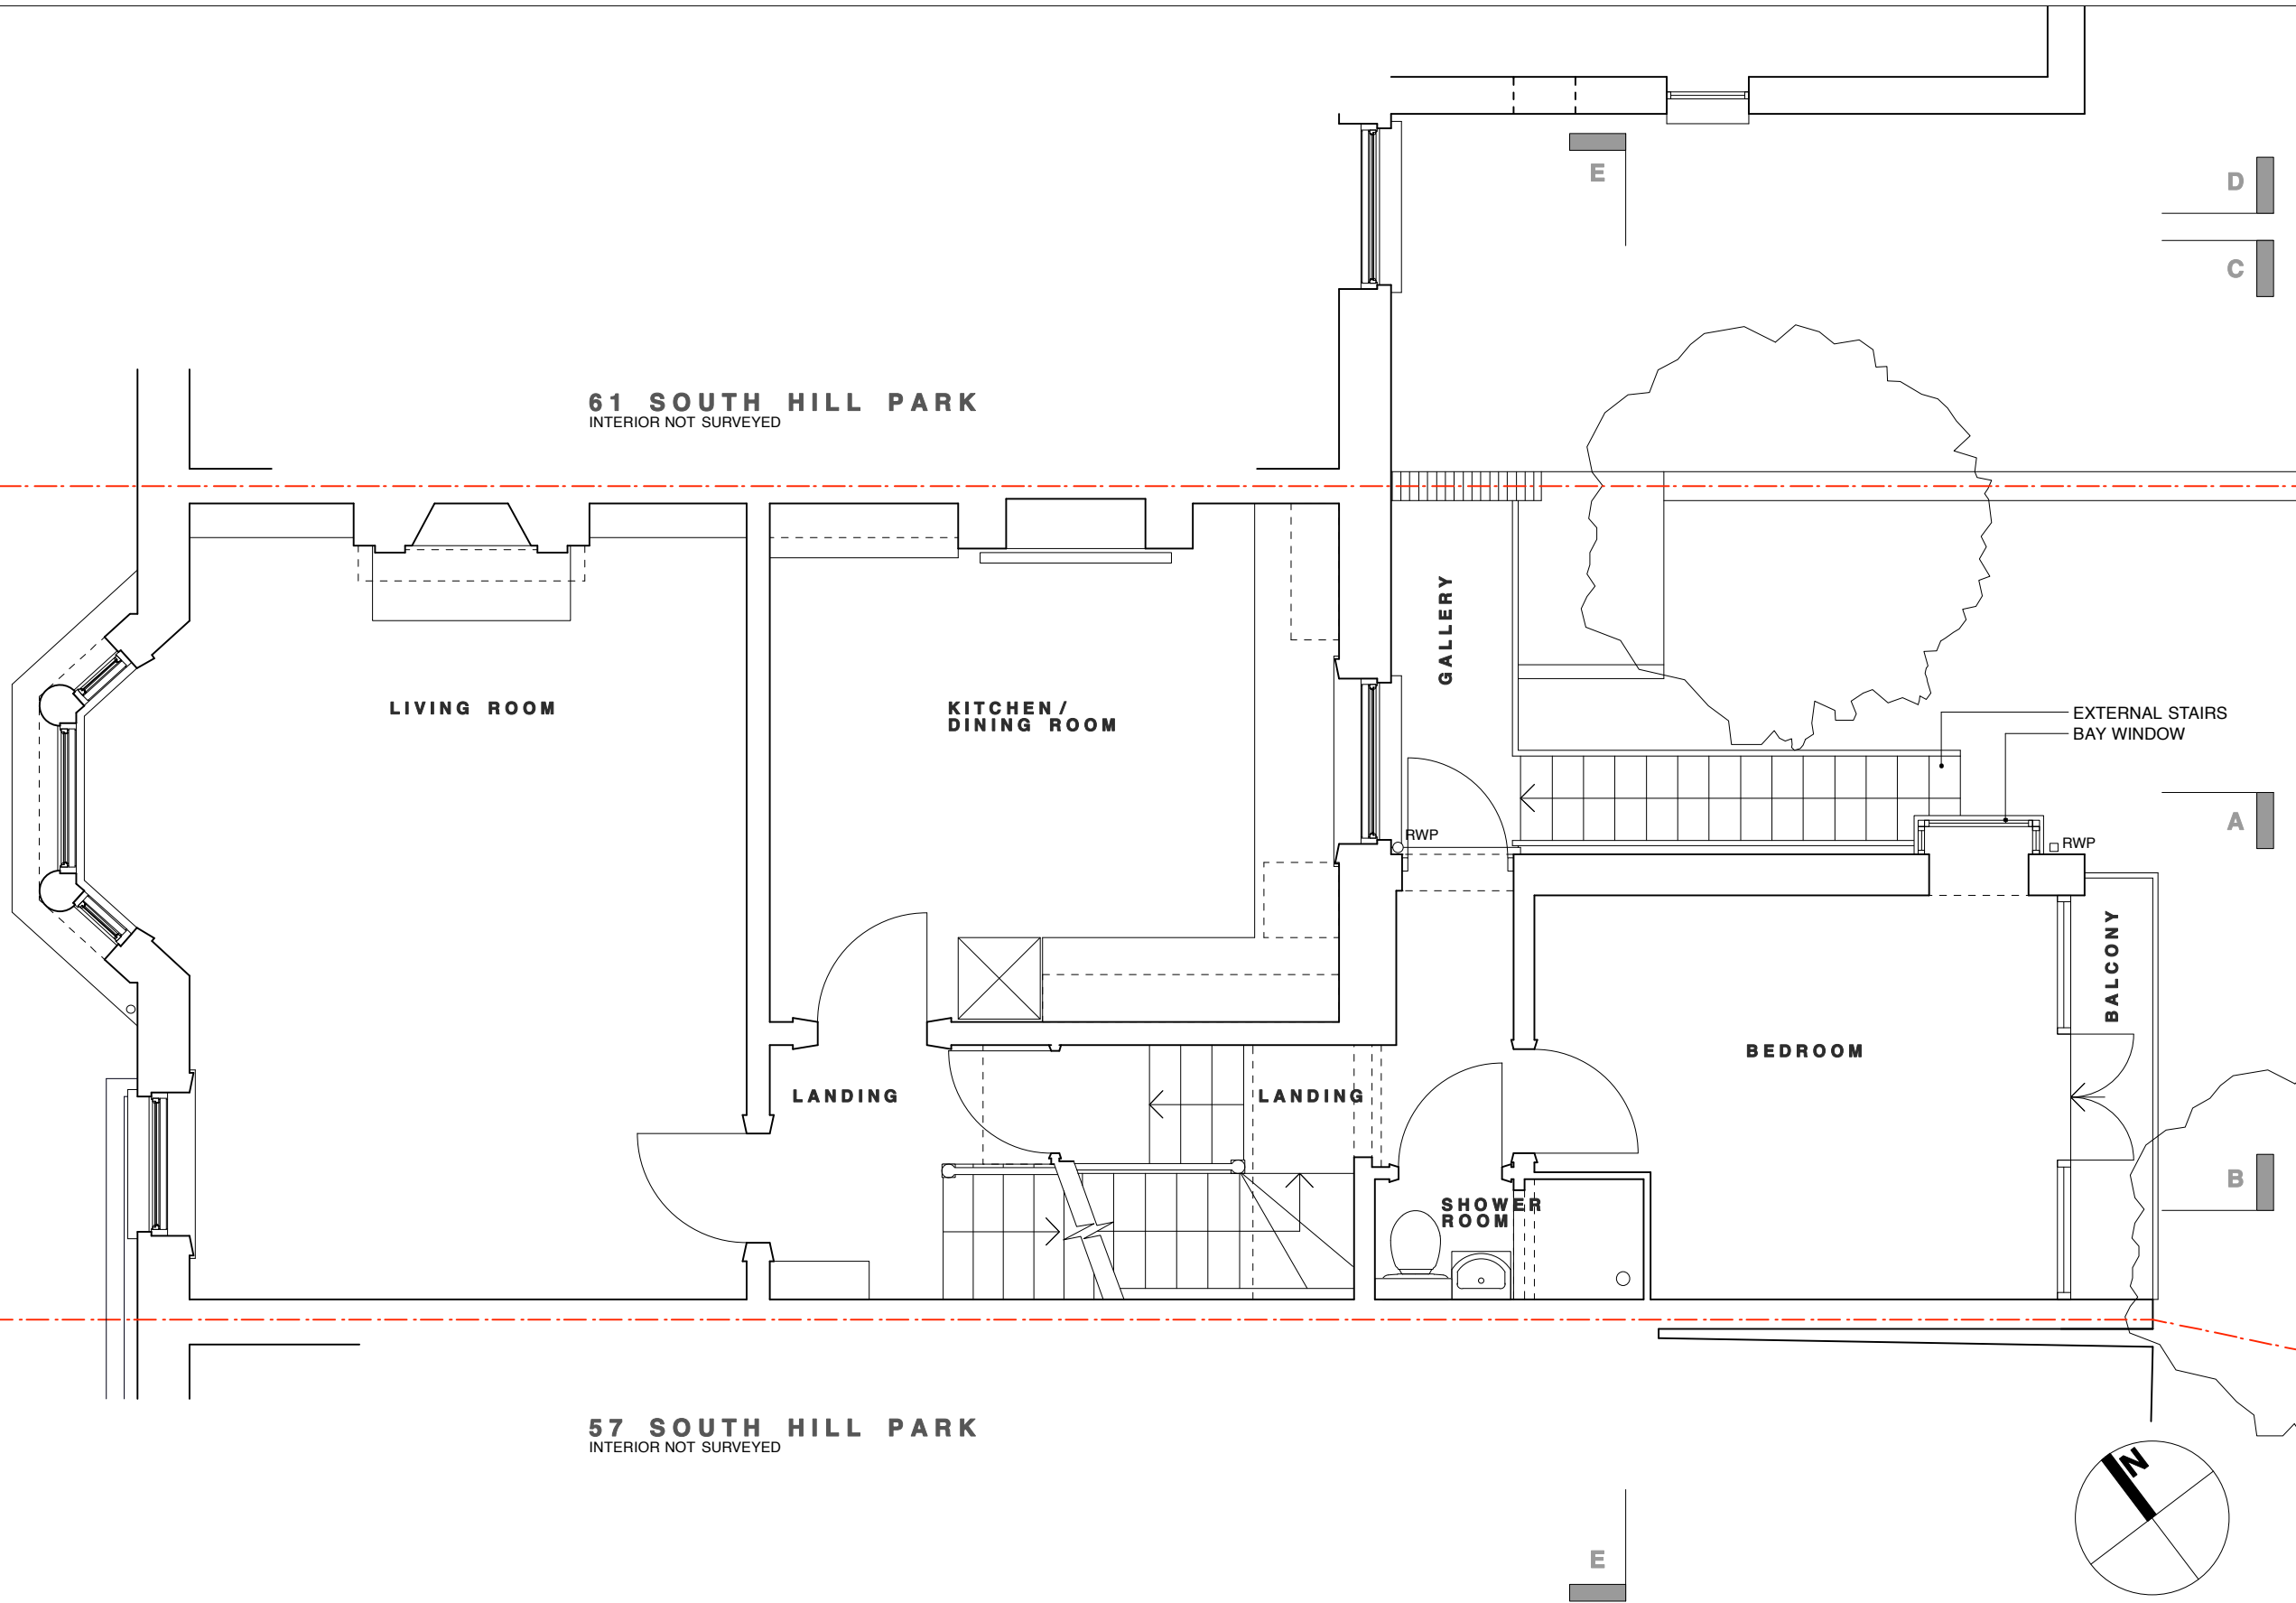 E
D
C
61 SOUTH HILL PARK
INTERIOR NOT SURVEYED
GALLERY
LIVING ROOM
KITCHEN/
DINING ROOM
EXTERNAL STAIRS
BAY WINDOW
A
RWP
RWP
BALCONY
BEDROOM
LANDING
LANDING
B
SHOWER
ROOM
57 SOUTH HILL PARK
INTERIOR NOT SURVEYED
N
E